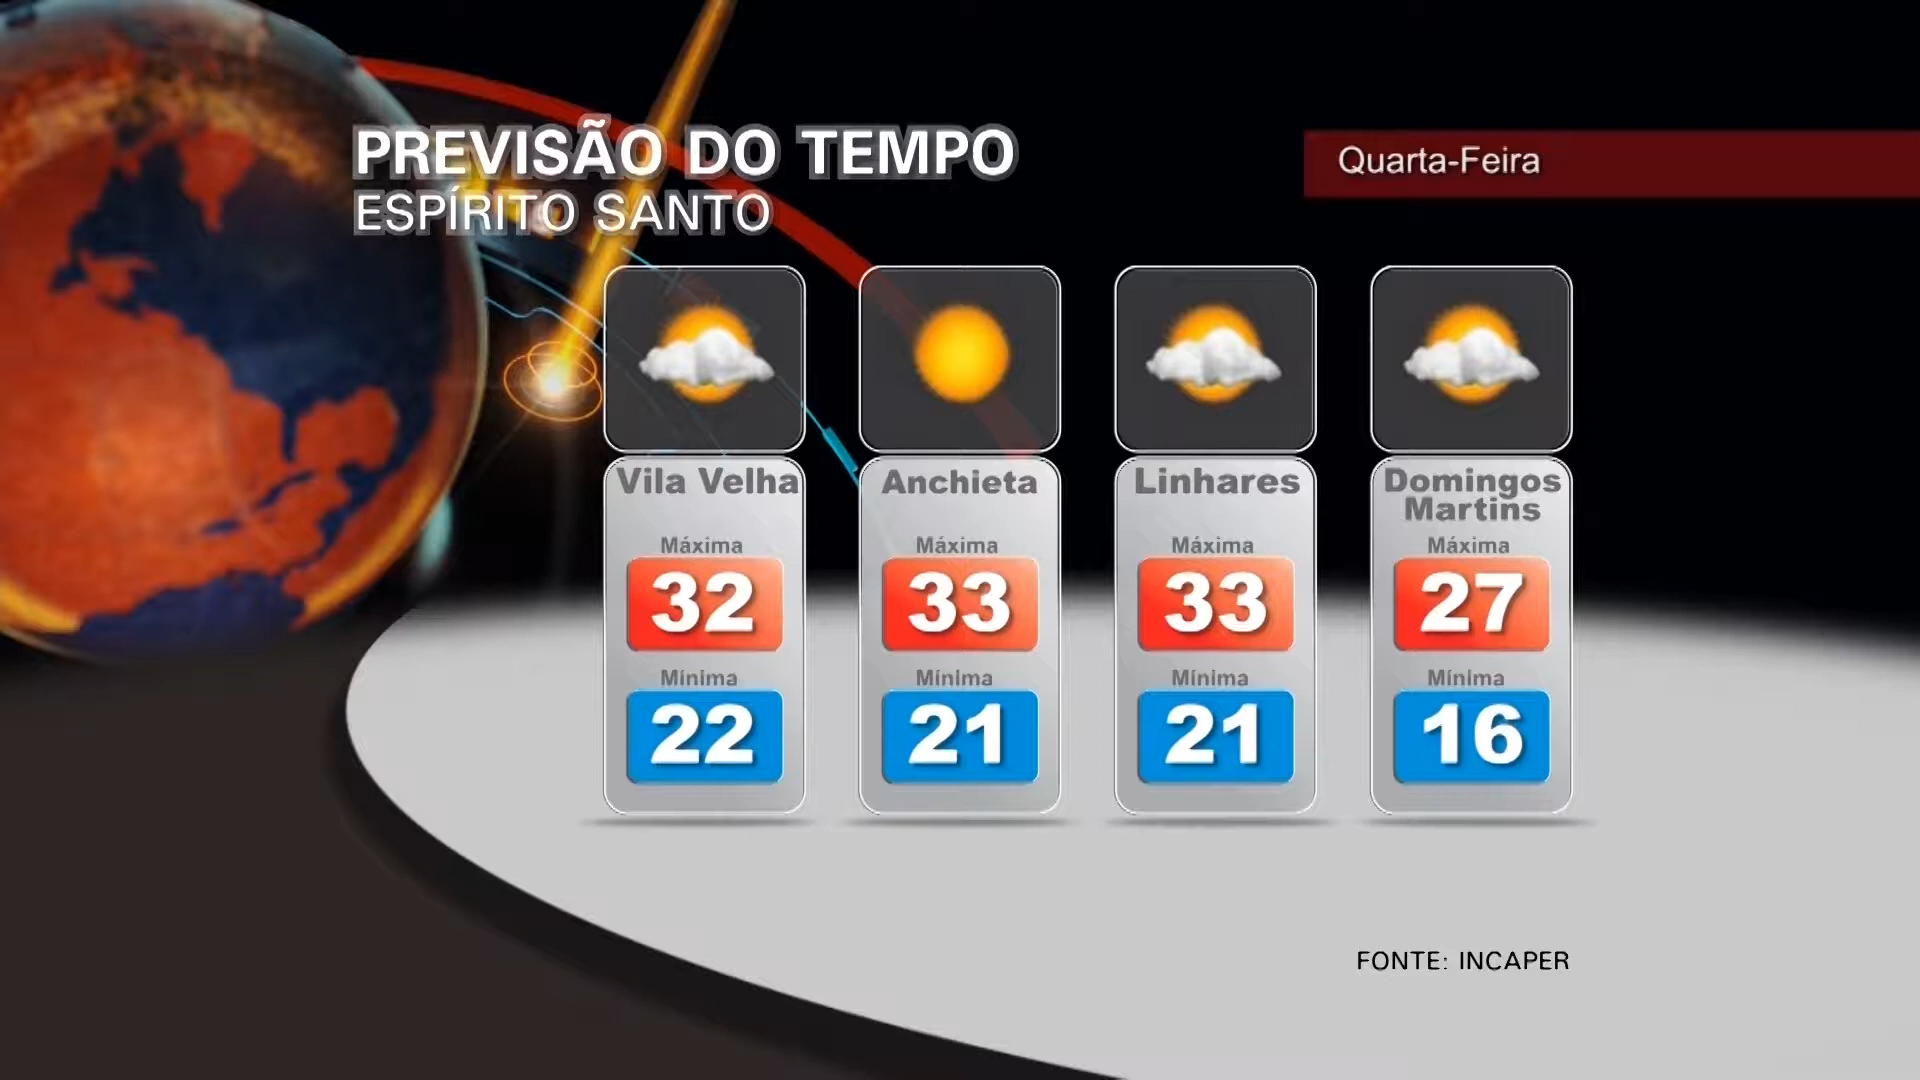 PREVISÃO DO TEMPO
ESPÍRITO SANTO
Quarta-Feira
Vila Velha
Máxima
32
Mínima
22
Anchieta
Máxima
33
Mínima
21
Linhares
Máxima
33
Mínima
21
Domingos
Martins
Máxima
27
Mínima
16
FONTE: INCAPER